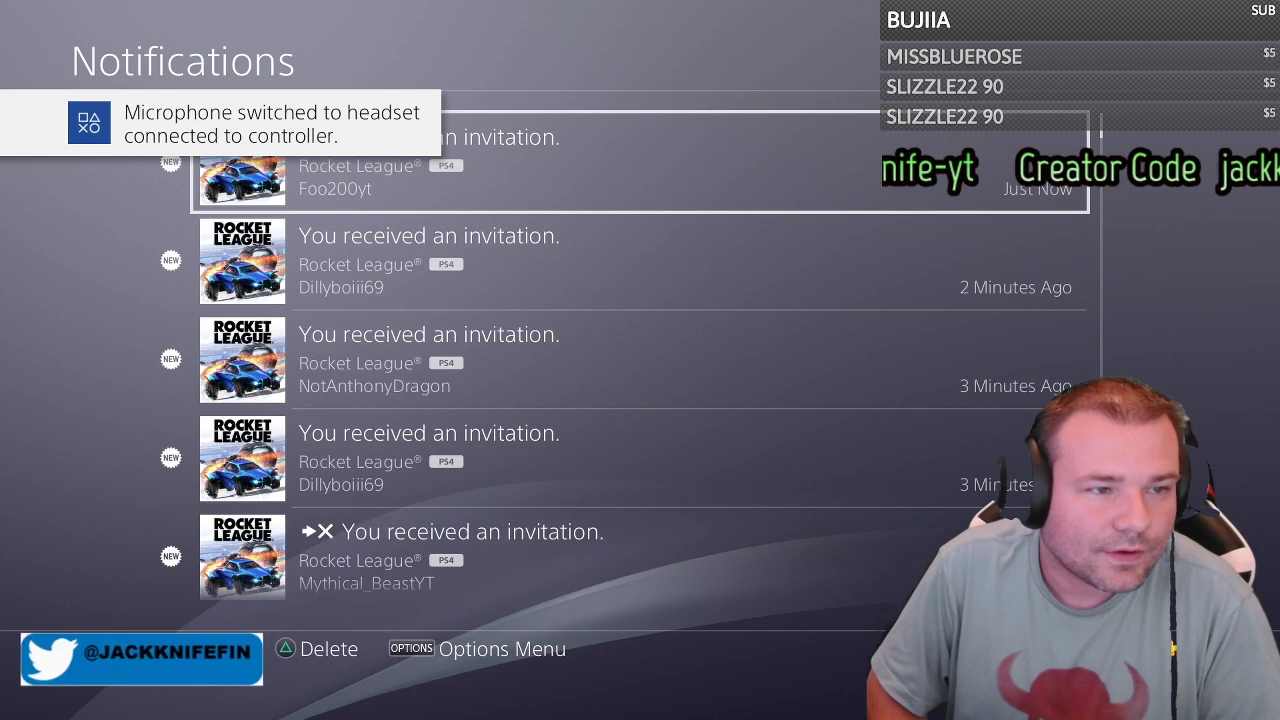 Notifications
BUJIIA
SUB
MISSBLUEROSE
$5
SLIZZLE22 90
$5
SLIZZLE22 90
$5
Microphone switched to headset
connected to controller.
an invitation.
NEW
Rocket League® PS4
Foo200yt
Just Now
nife-yt Creator Code jackk
ROCKET
LEAGUE
You received an invitation.
NEW
Rocket League® PS4
Dillyboiii69
2 Minutes Ago
ROCKET
LEAGUE
You received an invitation.
NEW
Rocket League® PS4
NotAnthonyDragon
3 Minutes Ago
ROCKET
LEAGUE
You received an invitation.
NEW
Rocket League® PS4
Dillyboiii69
3 Minutes
ROCKET
LEAGUE
You received an invitation.
NEW
Rocket League® PS4
Mythical_BeastYT
@JACKKNIFEFIN
Delete
OPTIONS Options Menu